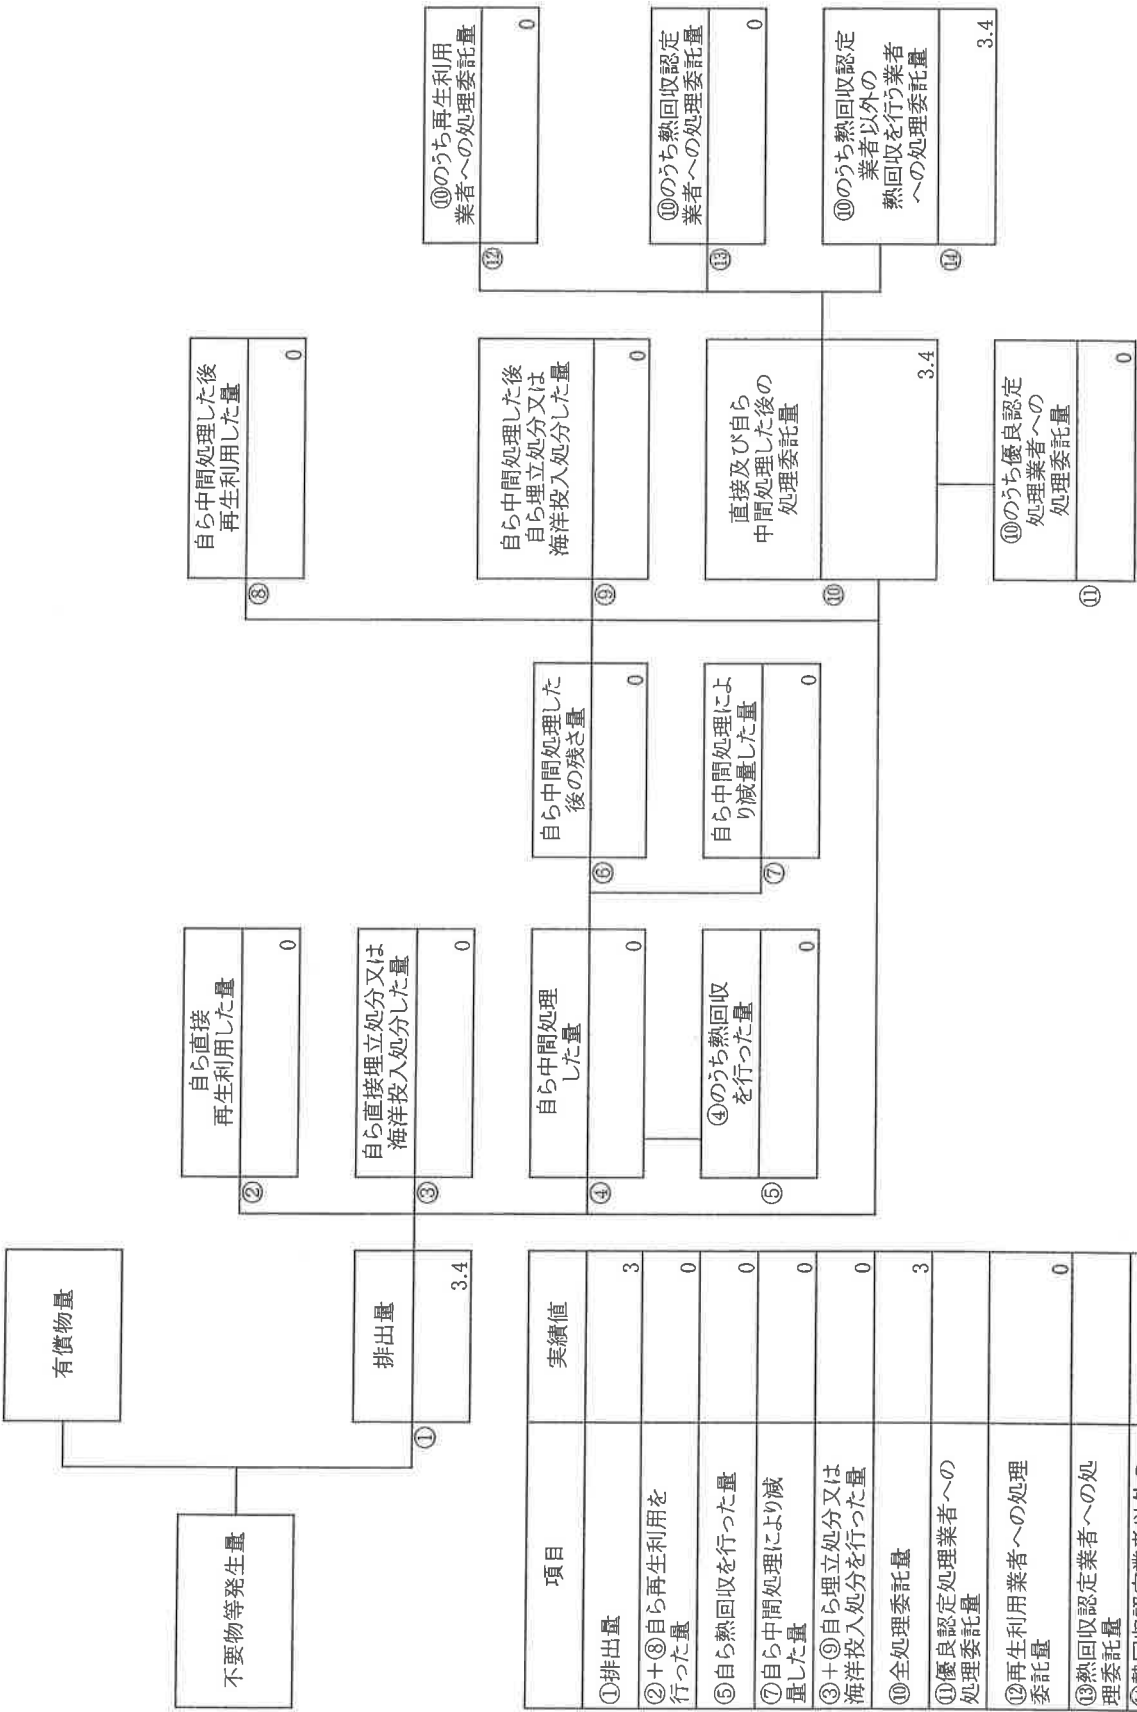 不要物等発生量
有償物量
①
排出量
3.4
②
自ら直接
再生利用した量
0
③
自ら直接埋立処分又は
海洋投入処分した量
0
④
自ら中間処理
した量
0
⑤
④のうち熱回収
を行った量
0
⑥
自ら中間処理した
後の残さ量
0
⑦
自ら中間処理によ
り減量した量
0
⑧
自ら中間処理した後
再生利用した量
0
⑨
自ら中間処理した後
自ら埋立処分又は
海洋投入処分した量
0
⑩
直接及び自ら
中間処理した後の
処理委託量
3.4
⑪
⑩のうち優良認定
処理業者への
処理委託量
0
⑫
⑩のうち再生利用
業者への処理委託量
0
⑬
⑩のうち熱回収認定
業者への処理委託量
0
⑭
⑩のうち熱回収認定
業者以外の
熱回収を行う業者
への処理委託量
3.4
項目
実績値
①排出量
3
②+⑧自ら再生利用を
行った量
0
⑤自ら熱回収を行った量
0
⑦自ら中間処理により減
量した量
0
③+⑨自ら埋立処分又は
海洋投入処分を行った量
0
⑩全処理委託量
3
⑪優良認定処理業者への
処理委託量
⑫再生利用業者への処理
委託量
0
⑬熱回収認定業者への処
理委託量